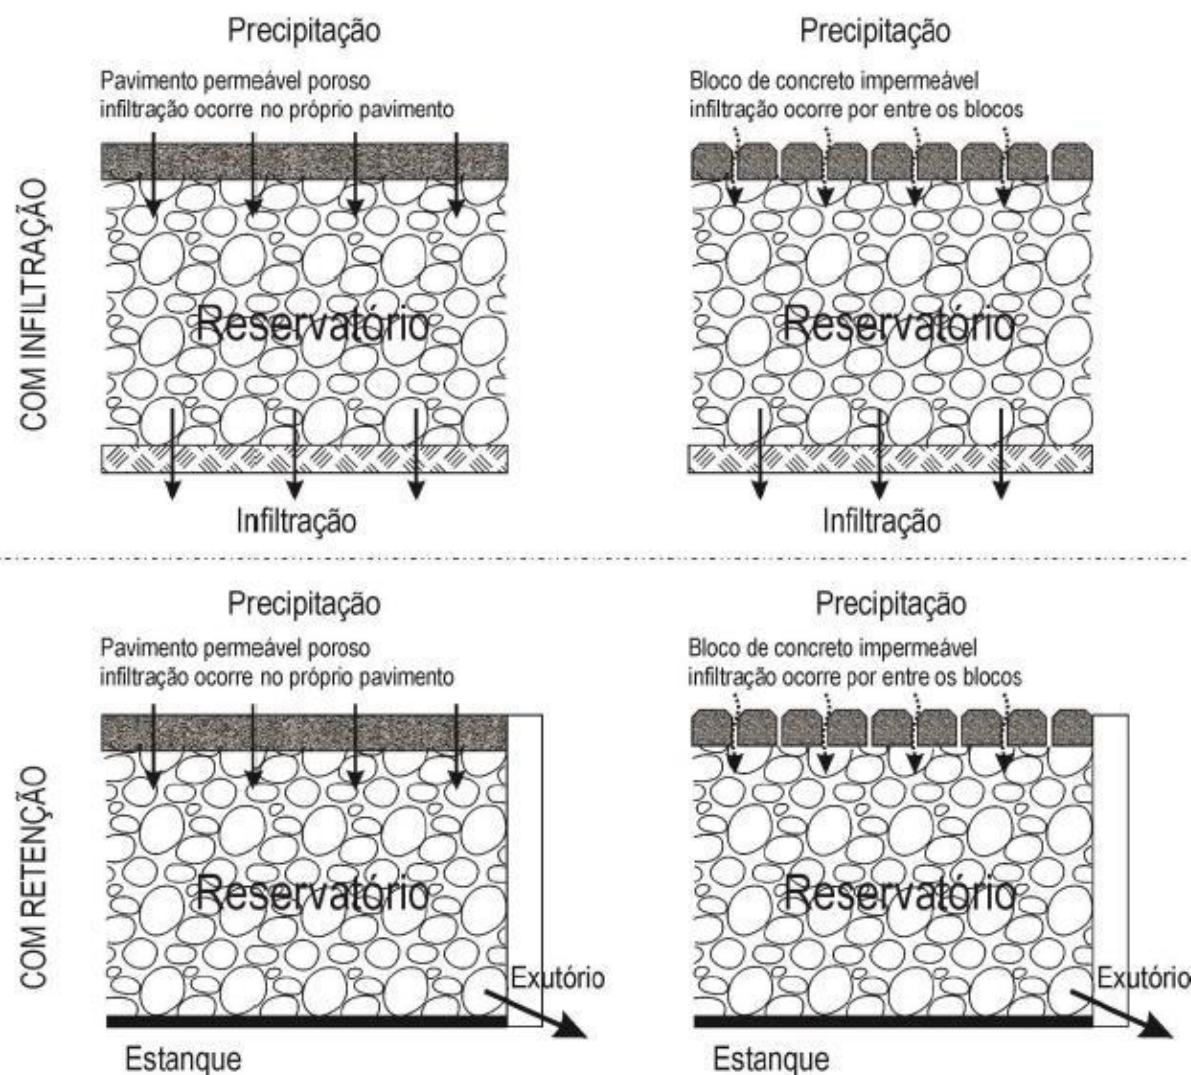 Precipitação
Pavimento permeável poroso
infiltração ocorre no próprio pavimento
Precipitação
Bloco de concreto impermeável
infiltração ocorre por entre os blocos
COM INFILTRAÇÃO
Reservatório
Reservatório
Infiltração
Infiltração
Precipitação
Pavimento permeável poroso
infiltração ocorre no próprio pavimento
Precipitação
Bloco de concreto impermeável
infiltração ocorre por entre os blocos
COM RETENÇÃO
Reservatório
Exutório
Reservatório
Exutório
Estanque
Estanque